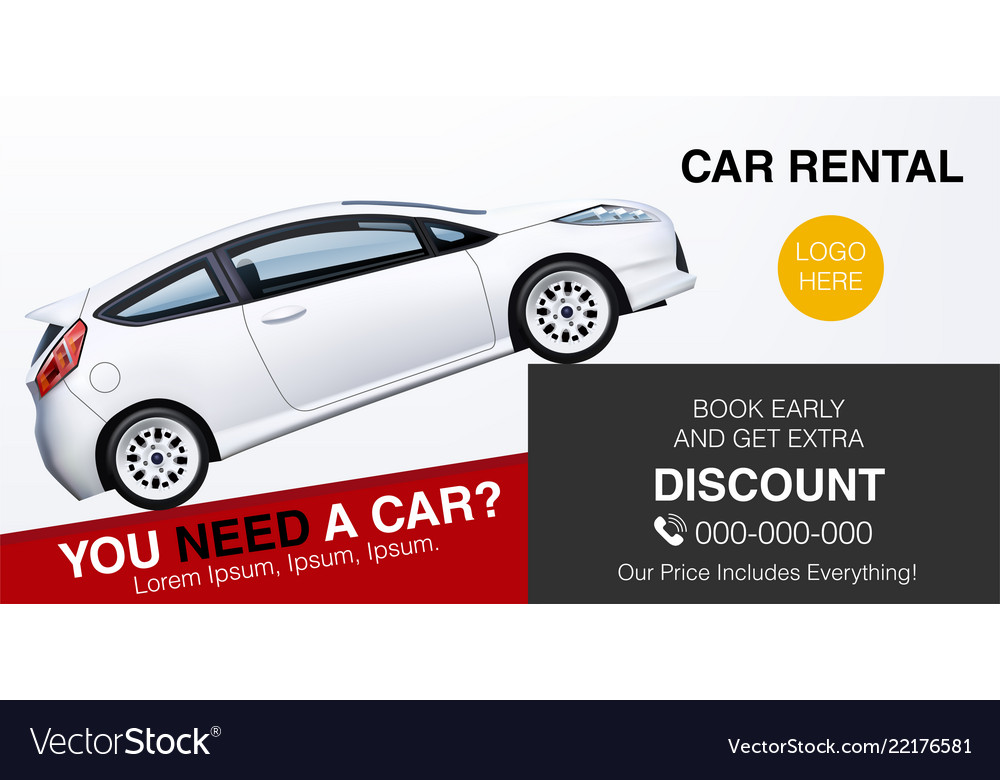 CAR RENTAL
LOGO
HERE
BOOK EARLY
AND GET EXTRA
DISCOUNT
000-000-000
Our Price Includes Everything!
YOU NEED A CAR?
Lorem Ipsum, Ipsum, Ipsum.
VectorStock®
VectorStock.com/22176581